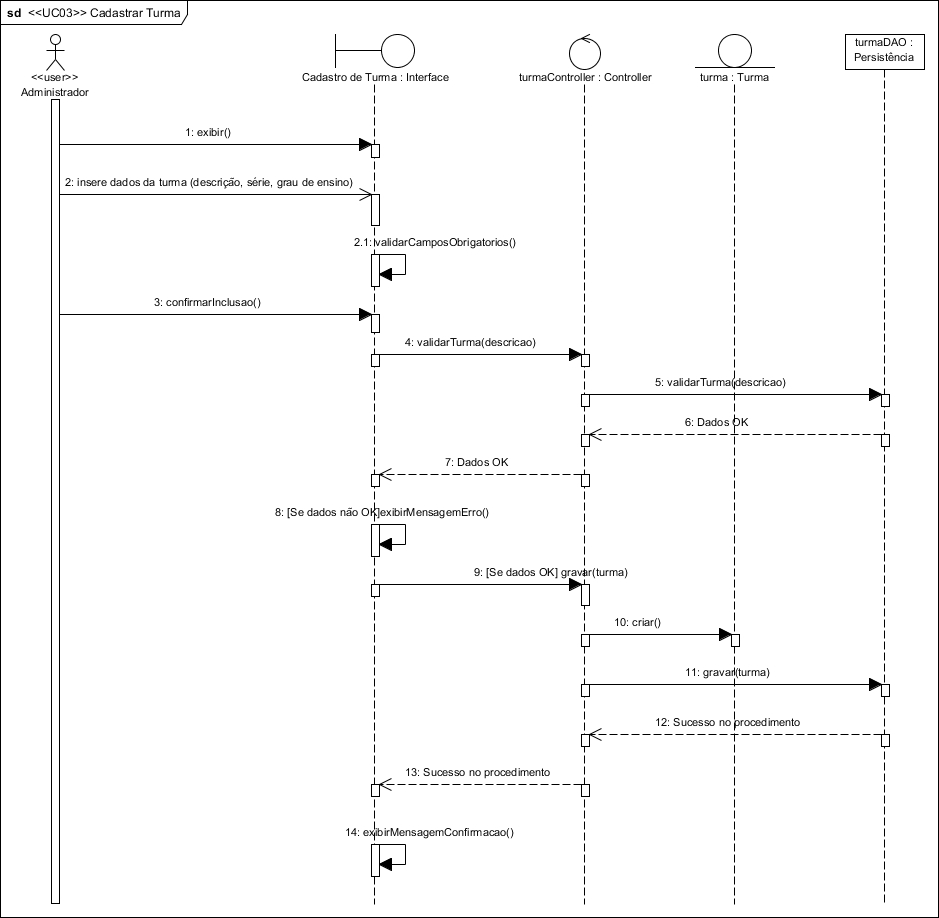 sd <<UC03>> Cadastrar Turma
<<user>>
Administrador
Cadastro de Turma : Interface
turmaController : Controller
turma : Turma
turmaDAO :
Persistência
1: exibir()
2: insere dados da turma (descrição, série, grau de ensino)
2.1: validarCamposObrigatorios()
3: confirmarInclusao()
4: validarTurma(descricao)
5: validarTurma(descricao)
6: Dados OK
7: Dados OK
8: [Se dados não OK]exibirMensagemErro()
9: [Se dados OK] gravar(turma)
10: criar()
11: gravar(turma)
12: Sucesso no procedimento
13: Sucesso no procedimento
14: exibirMensagemConfirmacao()